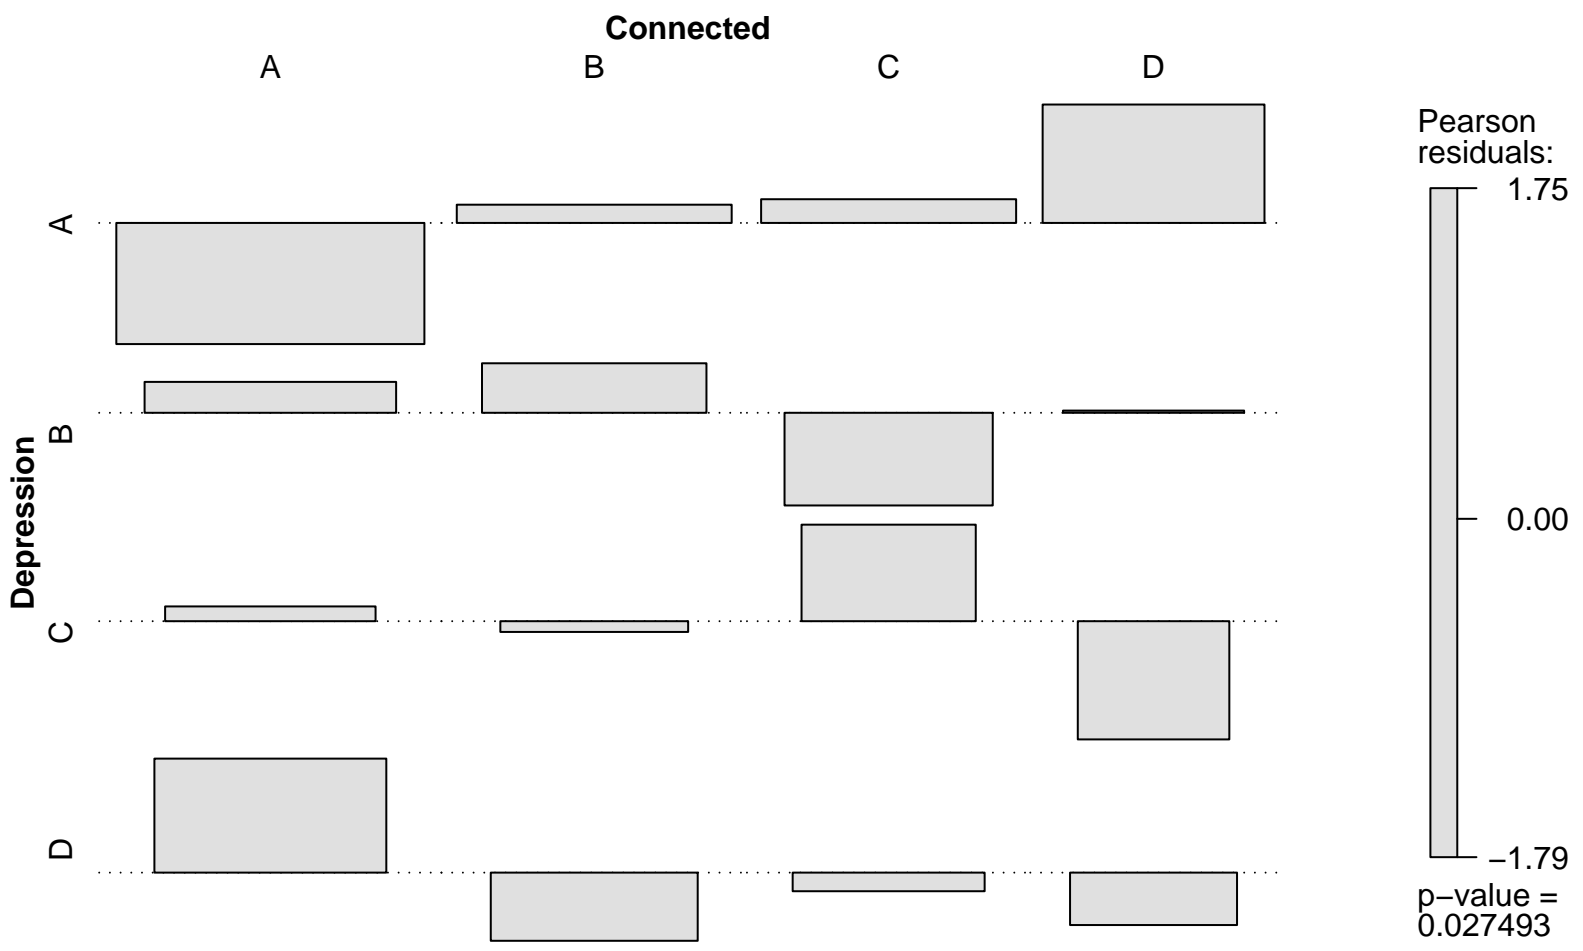 Connected
A B C D
Depression
A
B
C
D
Pearson
residuals:
1.75
0.00
−1.79
p−value =
0.027493